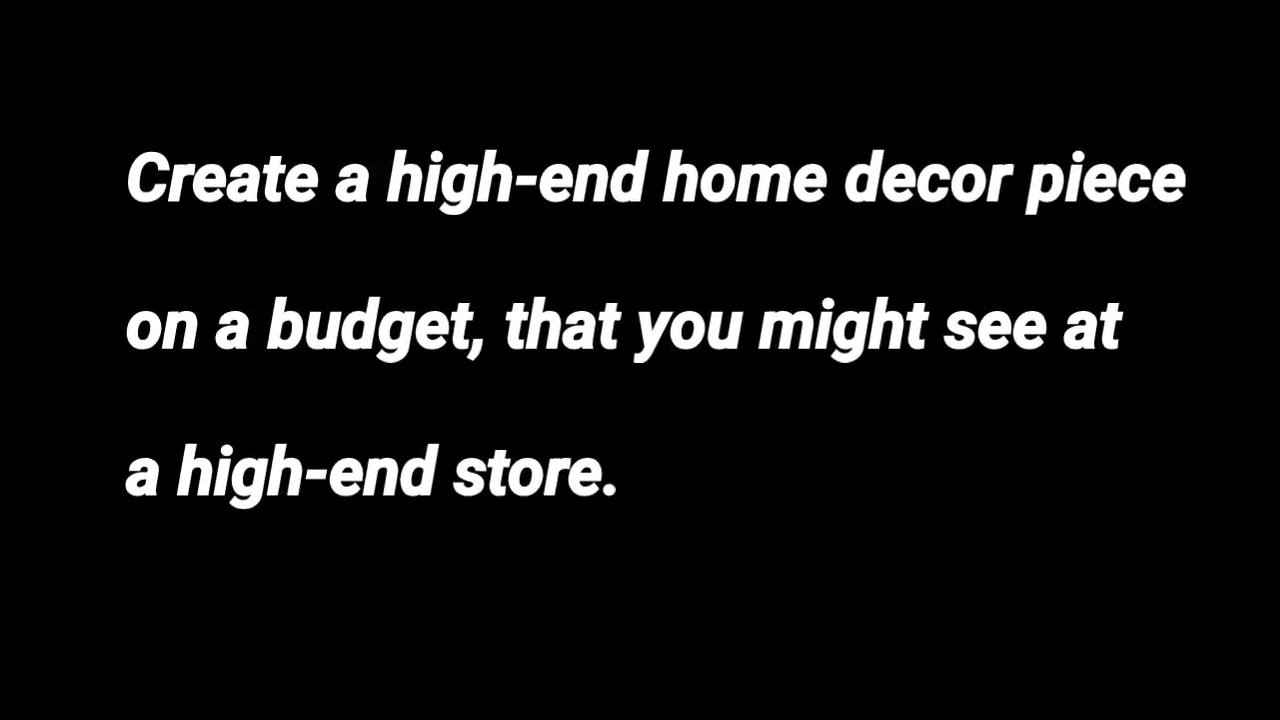 Create a high-end home decor piece
on a budget, that you might see at
a high-end store.